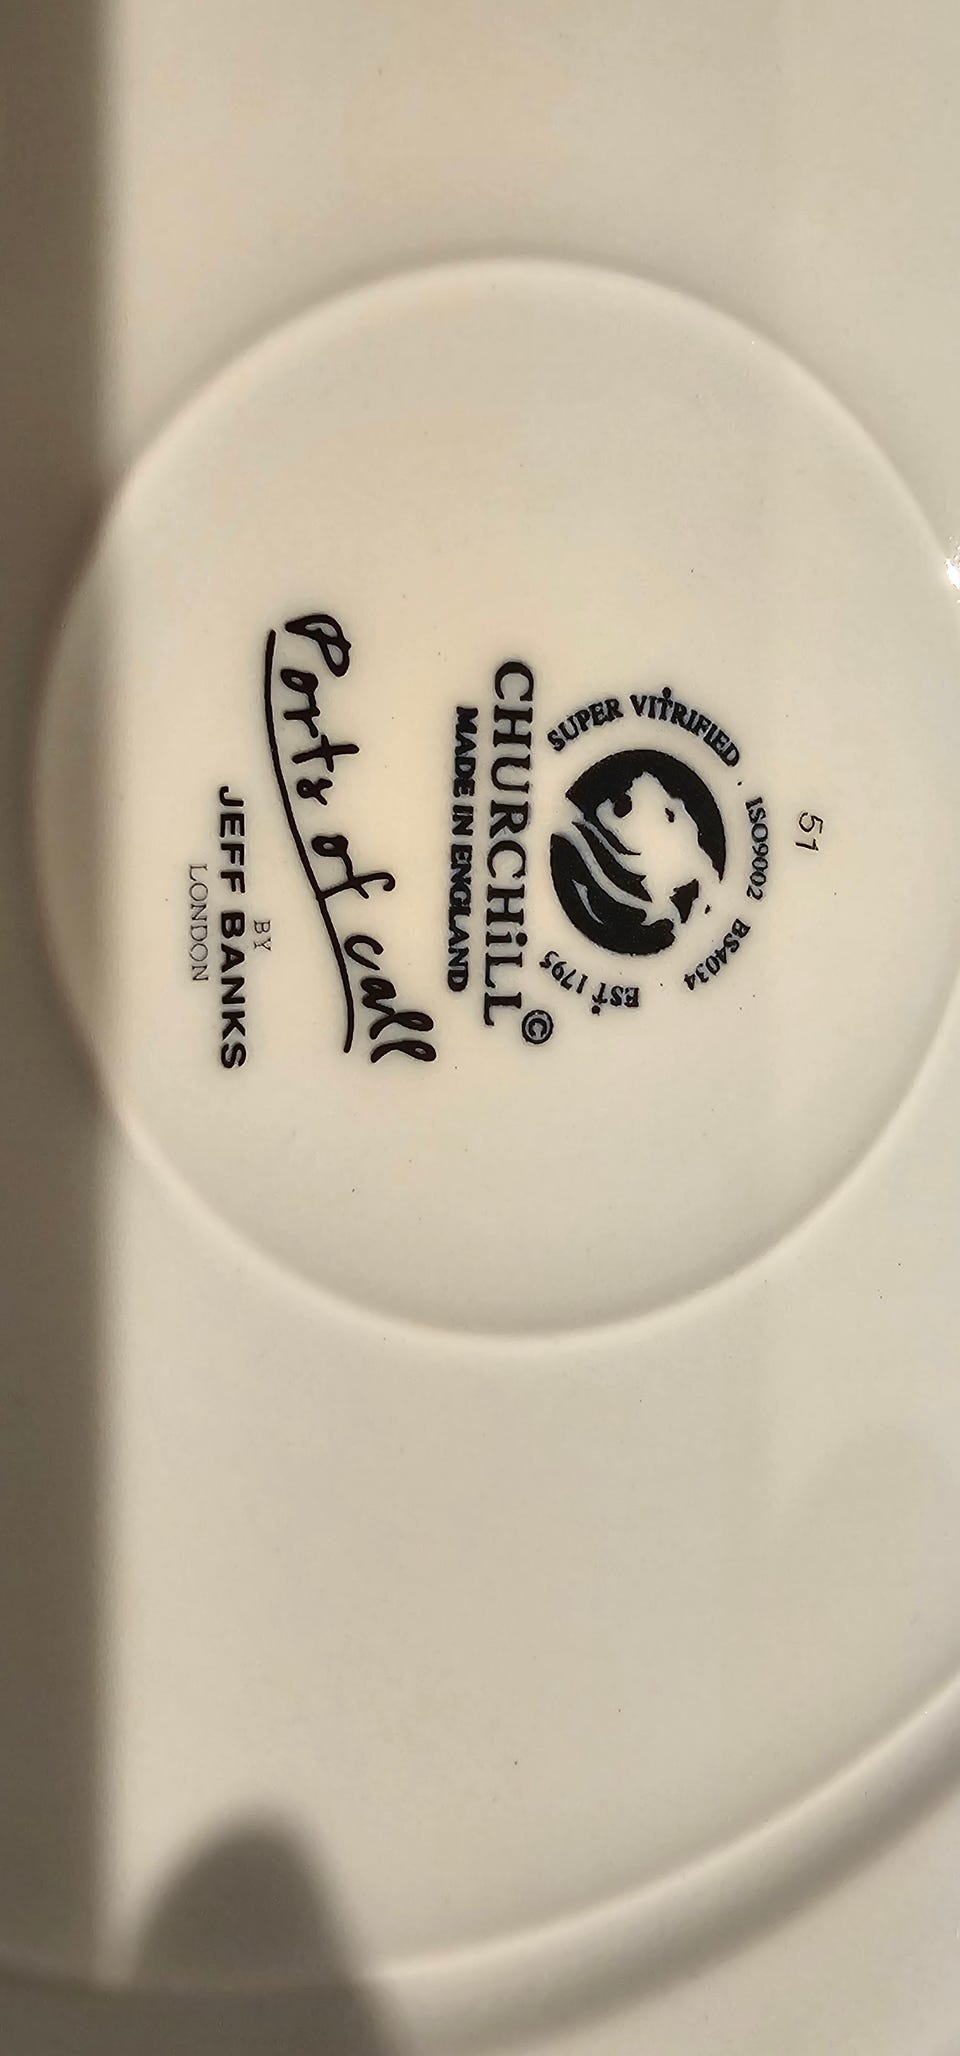 51
SUPER VITRIFIED · ISO9002 BS4034 · EST 1795
CHURCHiLL ©
MADE IN ENGLAND
Ports of call
BY
JEFF BANKS
LONDON